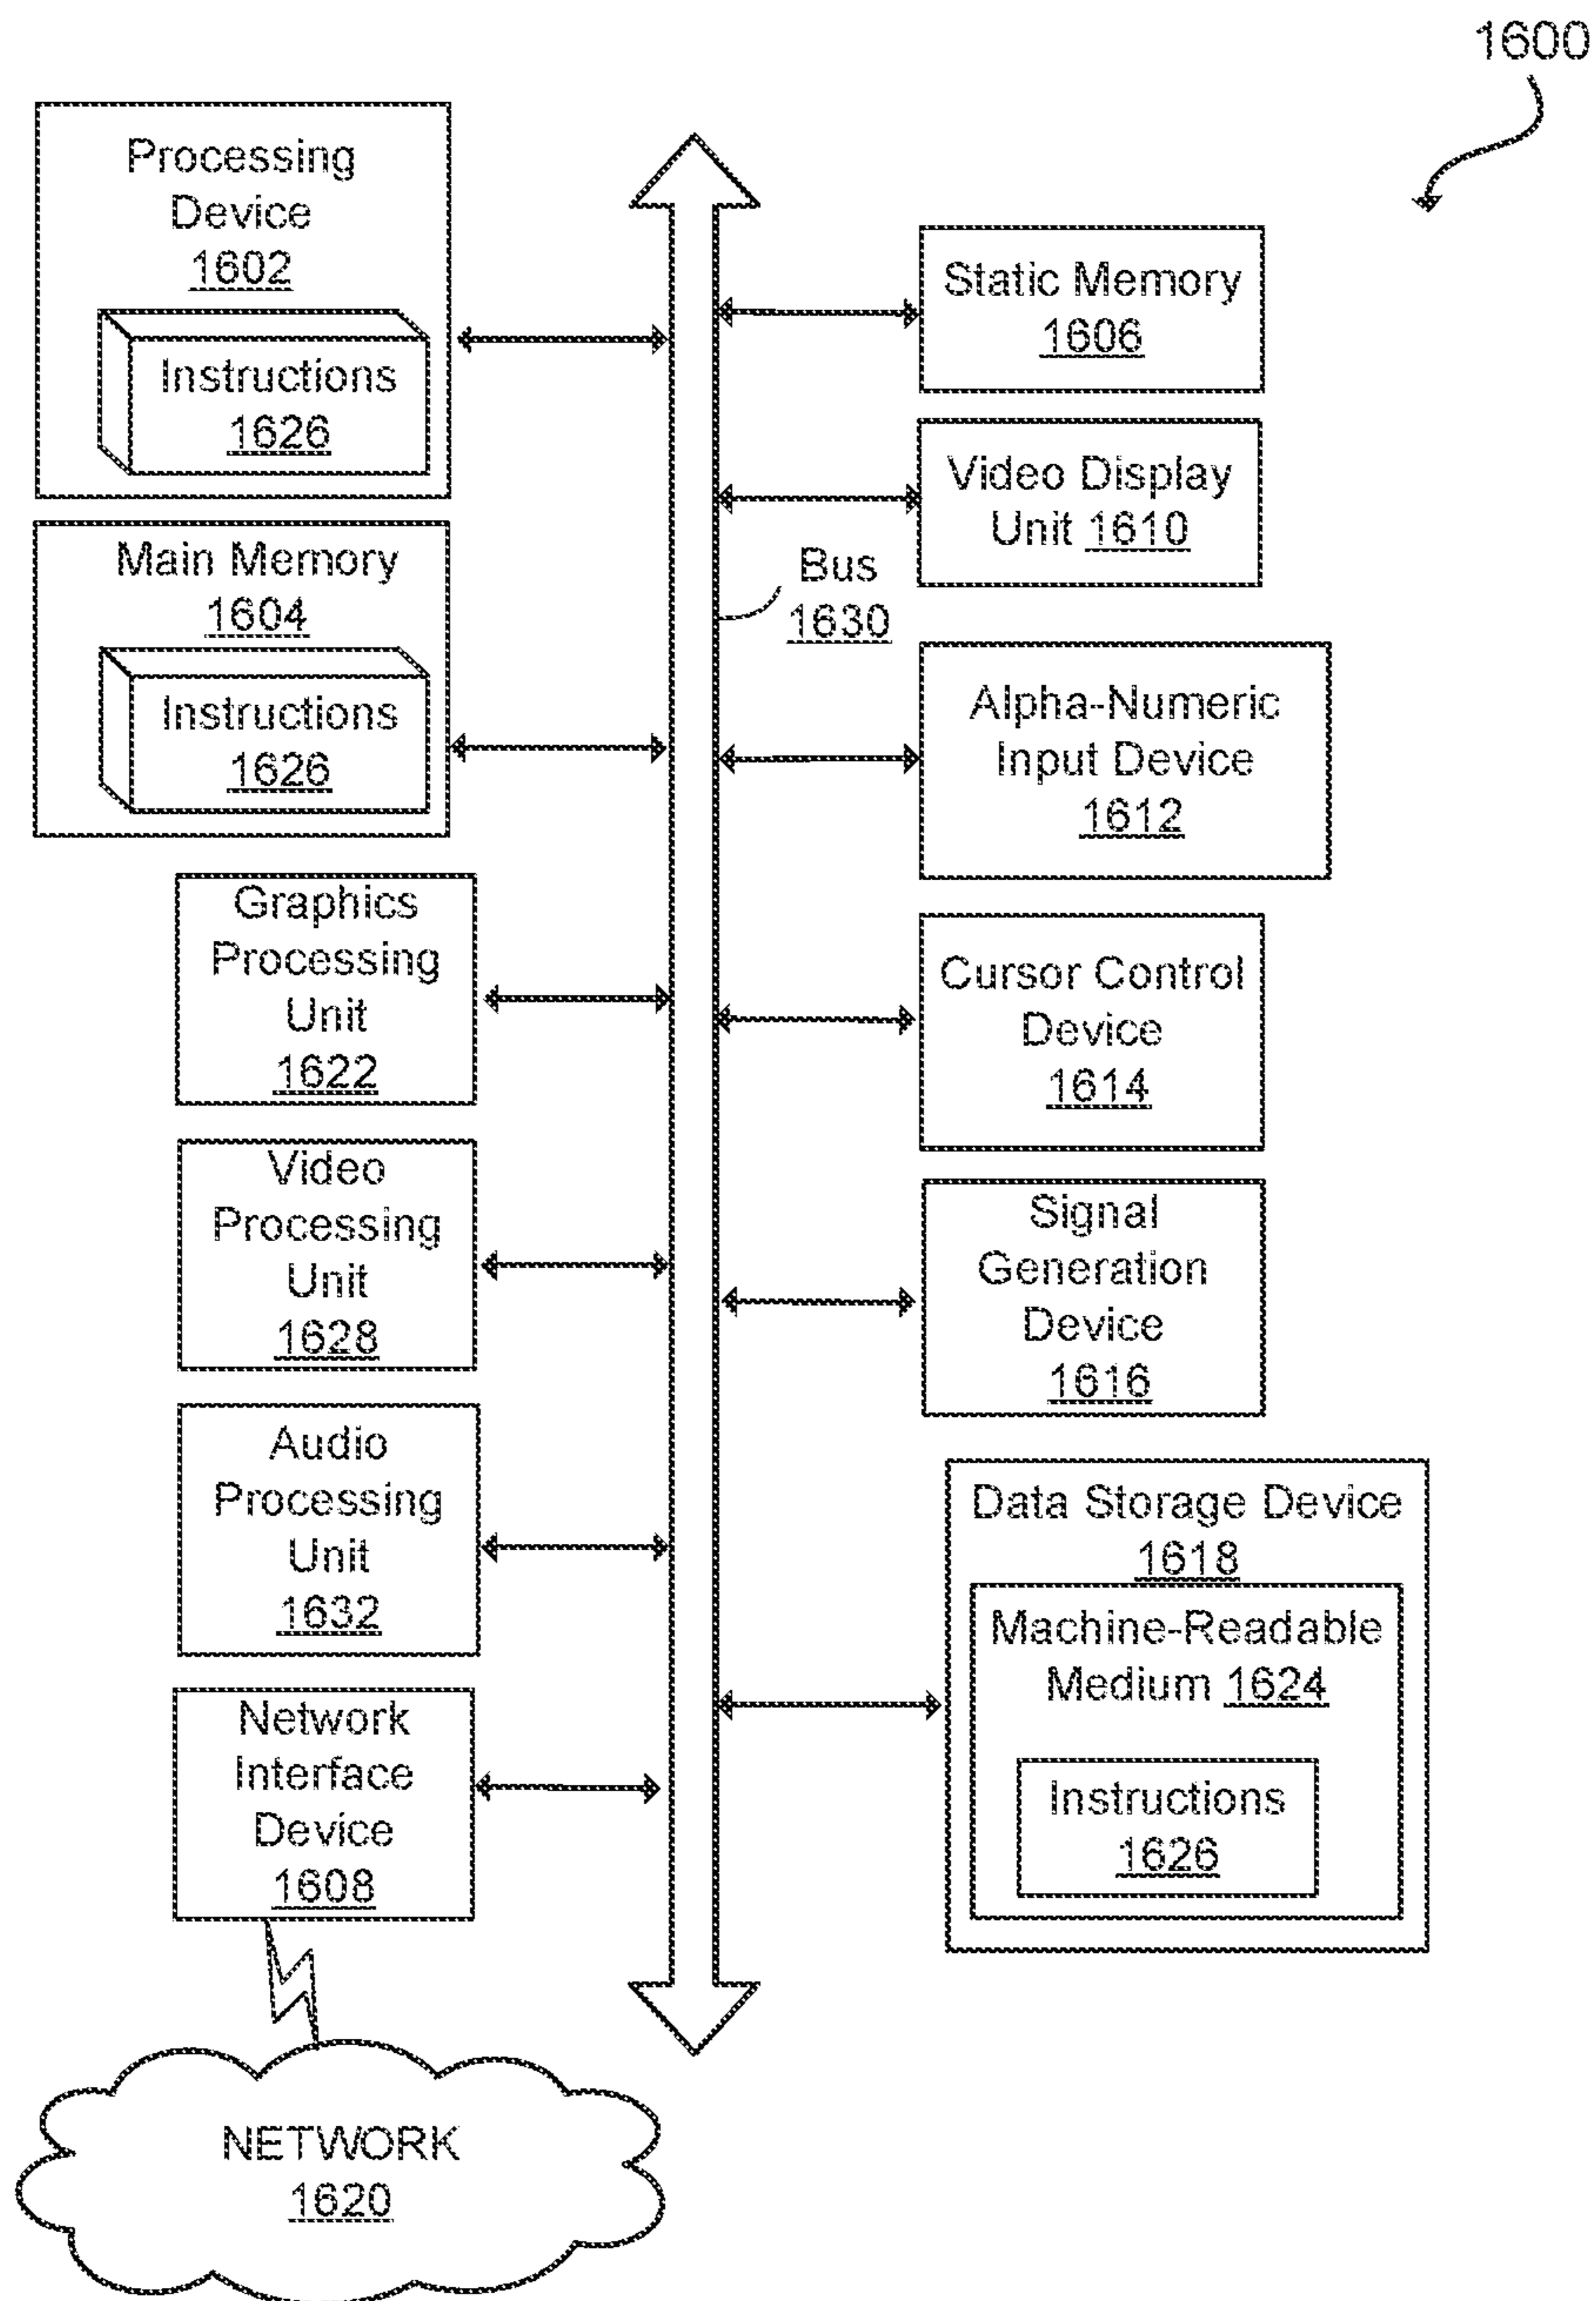 1600
Processing
Device
1602
Instructions
1626
Main Memory
1604
Instructions
1626
Graphics
Processing
Unit
1622
Video
Processing
Unit
1628
Audio
Processing
Unit
1632
Network
Interface
Device
1608
NETWORK
1620
Bus
1630
Static Memory
1606
Video Display
Unit 1610
Alpha-Numeric
Input Device
1612
Cursor Control
Device
1614
Signal
Generation
Device
1616
Data Storage Device
1618
Machine-Readable
Medium 1624
Instructions
1626